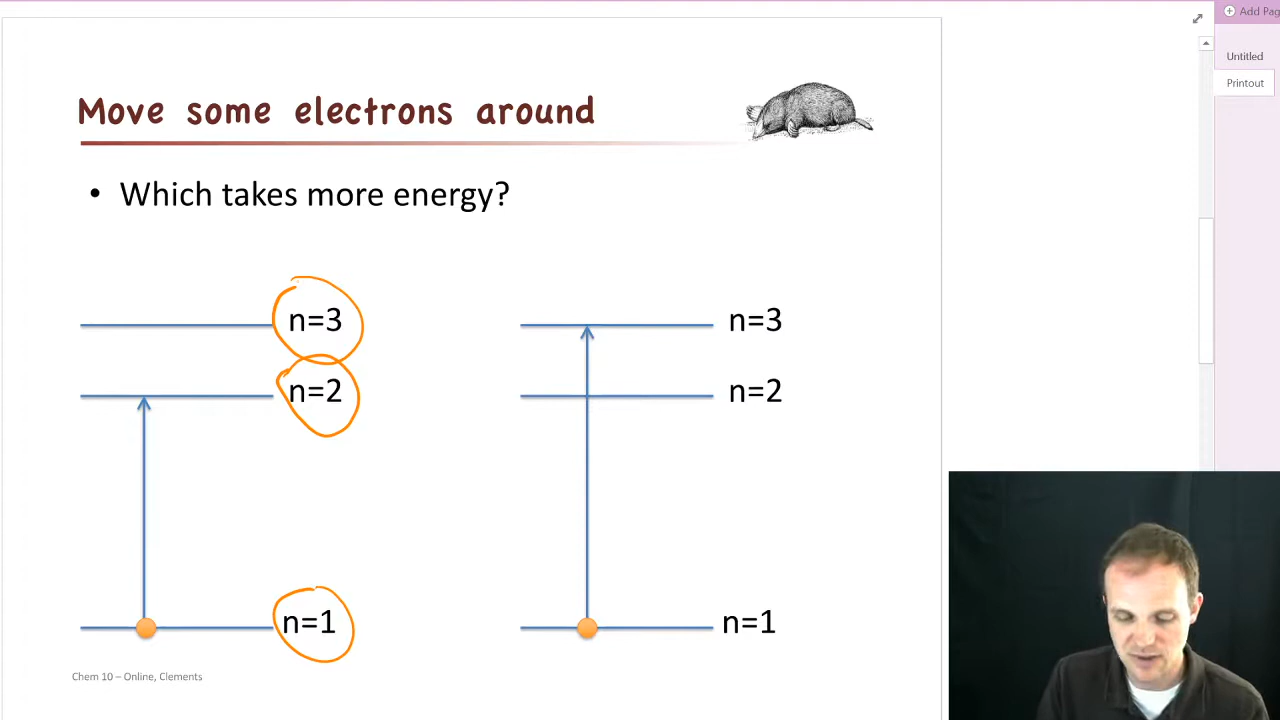 Add Pag
Untitled
Printout
Move some electrons around
• Which takes more energy?
n=3
n=3
n=2
n=2
n=1
n=1
Chem 10 – Online, Clements